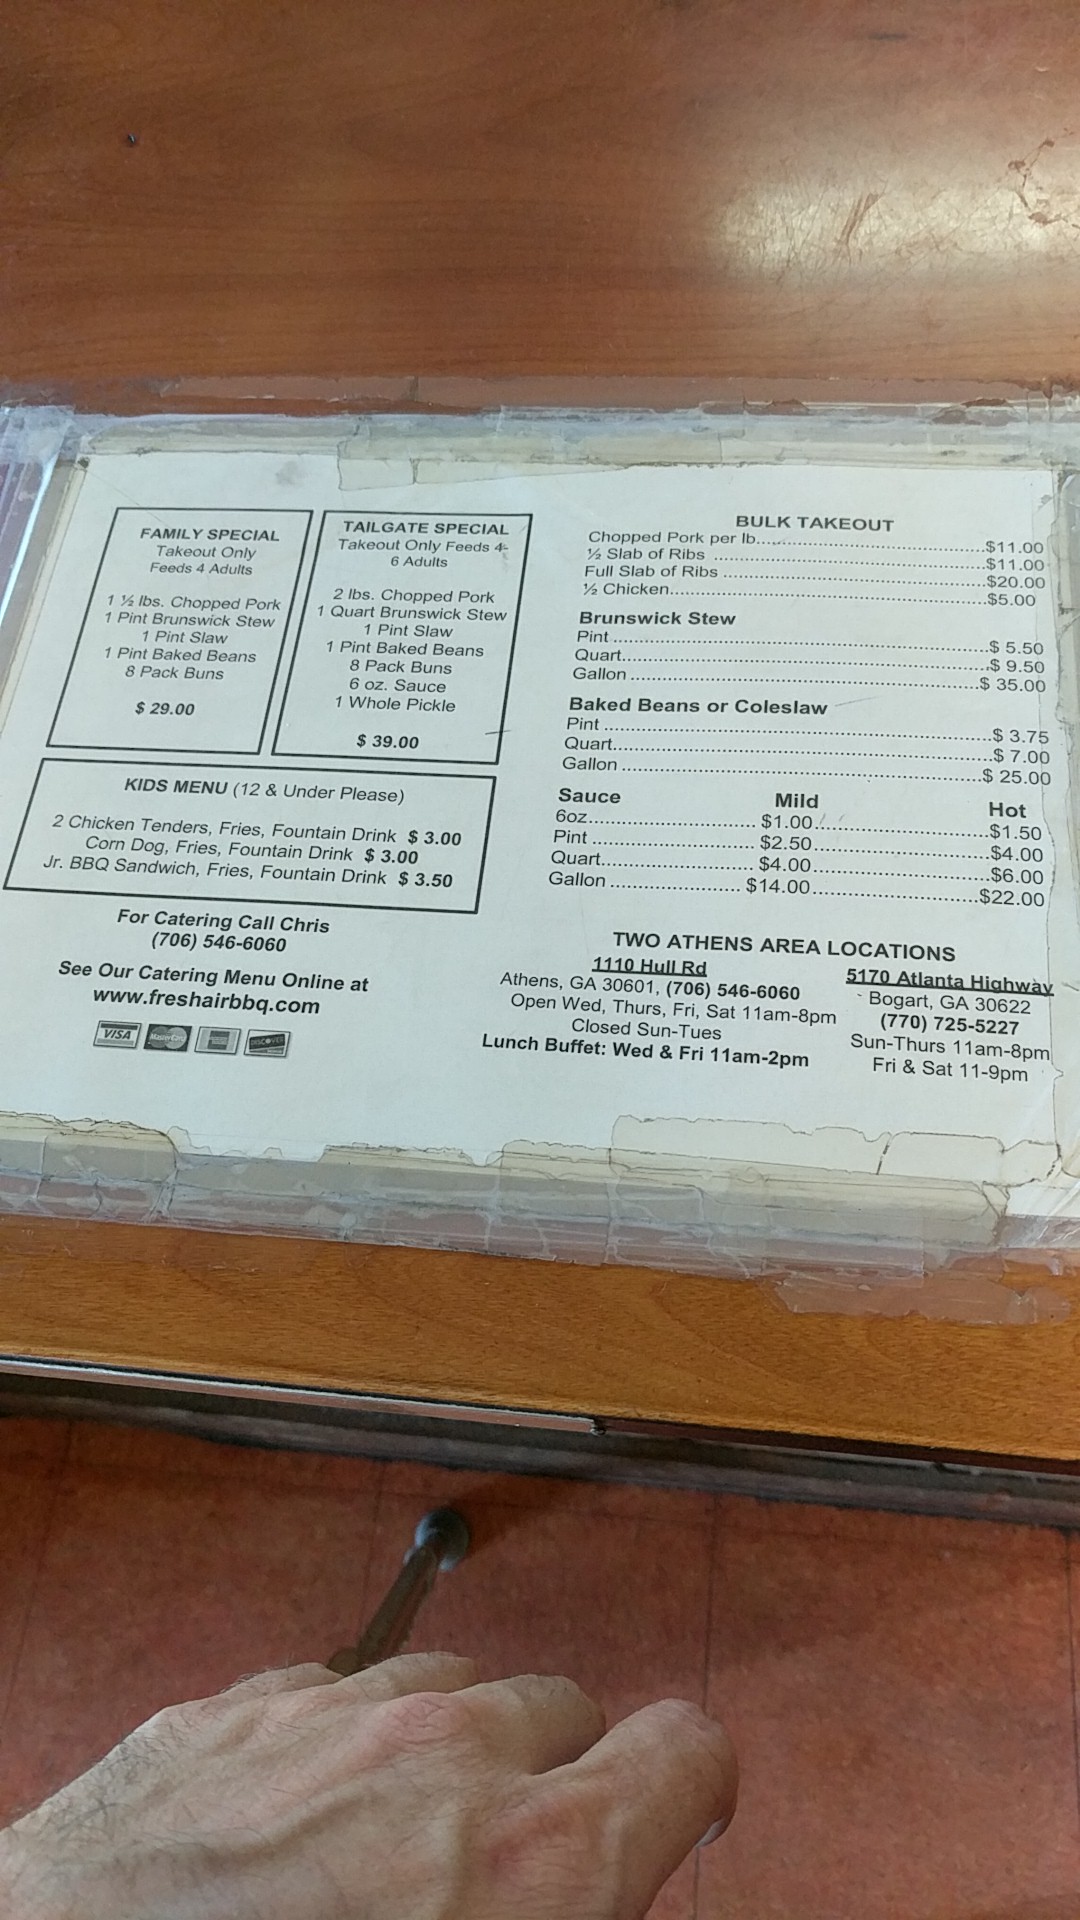 FAMILY SPECIAL
Takeout Only
Feeds 4 Adults
1 ½ lbs. Chopped Pork
1 Pint Brunswick Stew
1 Pint Slaw
1 Pint Baked Beans
8 Pack Buns
$ 29.00
TAILGATE SPECIAL
Takeout Only Feeds 4-
6 Adults
2 lbs. Chopped Pork
1 Quart Brunswick Stew
1 Pint Slaw
1 Pint Baked Beans
8 Pack Buns
6 oz. Sauce
1 Whole Pickle
$ 39.00
KIDS MENU (12 & Under Please)
2 Chicken Tenders, Fries, Fountain Drink $ 3.00
Corn Dog, Fries, Fountain Drink $ 3.00
Jr. BBQ Sandwich, Fries, Fountain Drink $ 3.50
For Catering Call Chris
(706) 546-6060
See Our Catering Menu Online at
www.freshairbbq.com
VISA MasterCard DISCOVER
BULK TAKEOUT
Chopped Pork per lb. $11.00
½ Slab of Ribs $11.00
Full Slab of Ribs $20.00
½ Chicken $5.00
Brunswick Stew
Pint $ 5.50
Quart $ 9.50
Gallon $ 35.00
Baked Beans or Coleslaw
Pint $ 3.75
Quart $ 7.00
Gallon $ 25.00
Sauce Mild Hot
6oz. $1.00 $1.50
Pint $2.50 $4.00
Quart $4.00 $6.00
Gallon $14.00 $22.00
TWO ATHENS AREA LOCATIONS
1110 Hull Rd
Athens, GA 30601, (706) 546-6060
Open Wed, Thurs, Fri, Sat 11am-8pm
Closed Sun-Tues
Lunch Buffet: Wed & Fri 11am-2pm
5170 Atlanta Highway
Bogart, GA 30622
(770) 725-5227
Sun-Thurs 11am-8pm
Fri & Sat 11-9pm